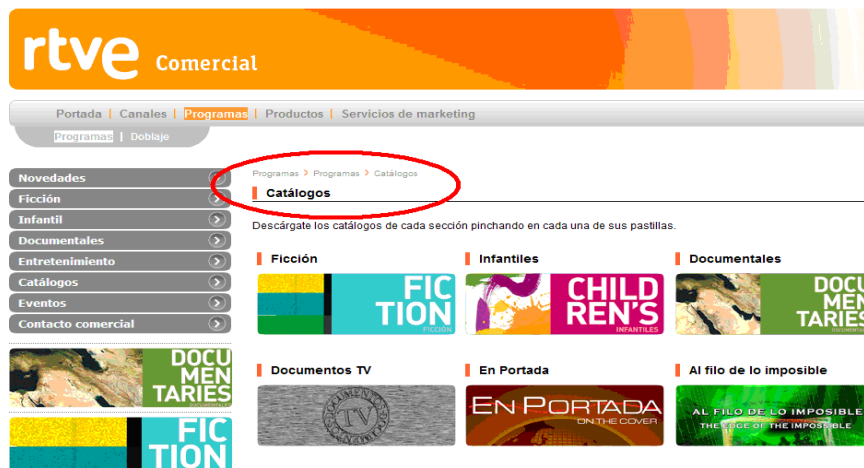 rtve Comercial
Portada | Canales | Programas | Productos | Servicios de marketing
Programas | Doblaje
Novedades
Ficción
Infantil
Documentales
Entretenimiento
Catálogos
Eventos
Contacto comercial
DOCU
MEN
TARIES
FIC
TION
Programas > Programas > Catálogos
Catálogos
Descárgate los catálogos de cada sección pinchando en cada una de sus pastillas.
Ficción
FIC
TION
FICCIÓN
Infantiles
CHILD
REN'S
INFANTILES
Documentales
DOCU
MEN
TARIES
Documentos TV
DOCUMENTOS
TV
En Portada
EN PORTADA
ON THE COVER
Al filo de lo imposible
AL FILO DE LO IMPOSIBLE
THE EDGE OF THE IMPOSSIBLE